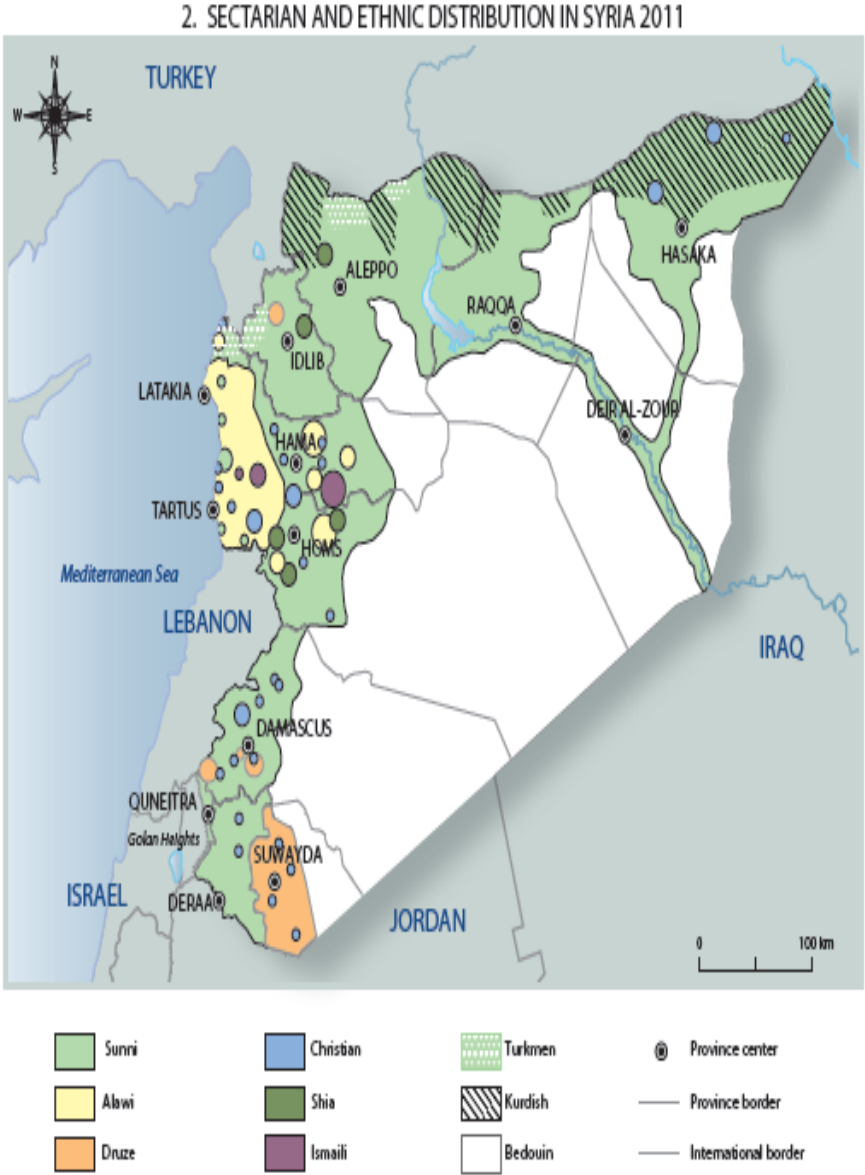 2. SECTARIAN AND ETHNIC DISTRIBUTION IN SYRIA 2011
N
W
E
S
TURKEY
HASAKA
ALEPPO
RAQQA
IDLIB
LATAKIA
DEIR AL-ZOUR
HAMA
TARTUS
HOMS
Mediterranean Sea
LEBANON
IRAQ
DAMASCUS
QUNEITRA
Golan Heights
SUWAYDA
ISRAEL
DERAA
JORDAN
0 100 km
Sunni
Christian
Turkmen
Province center
Alawi
Shia
Kurdish
Province border
Druze
Ismaili
Bedouin
International border